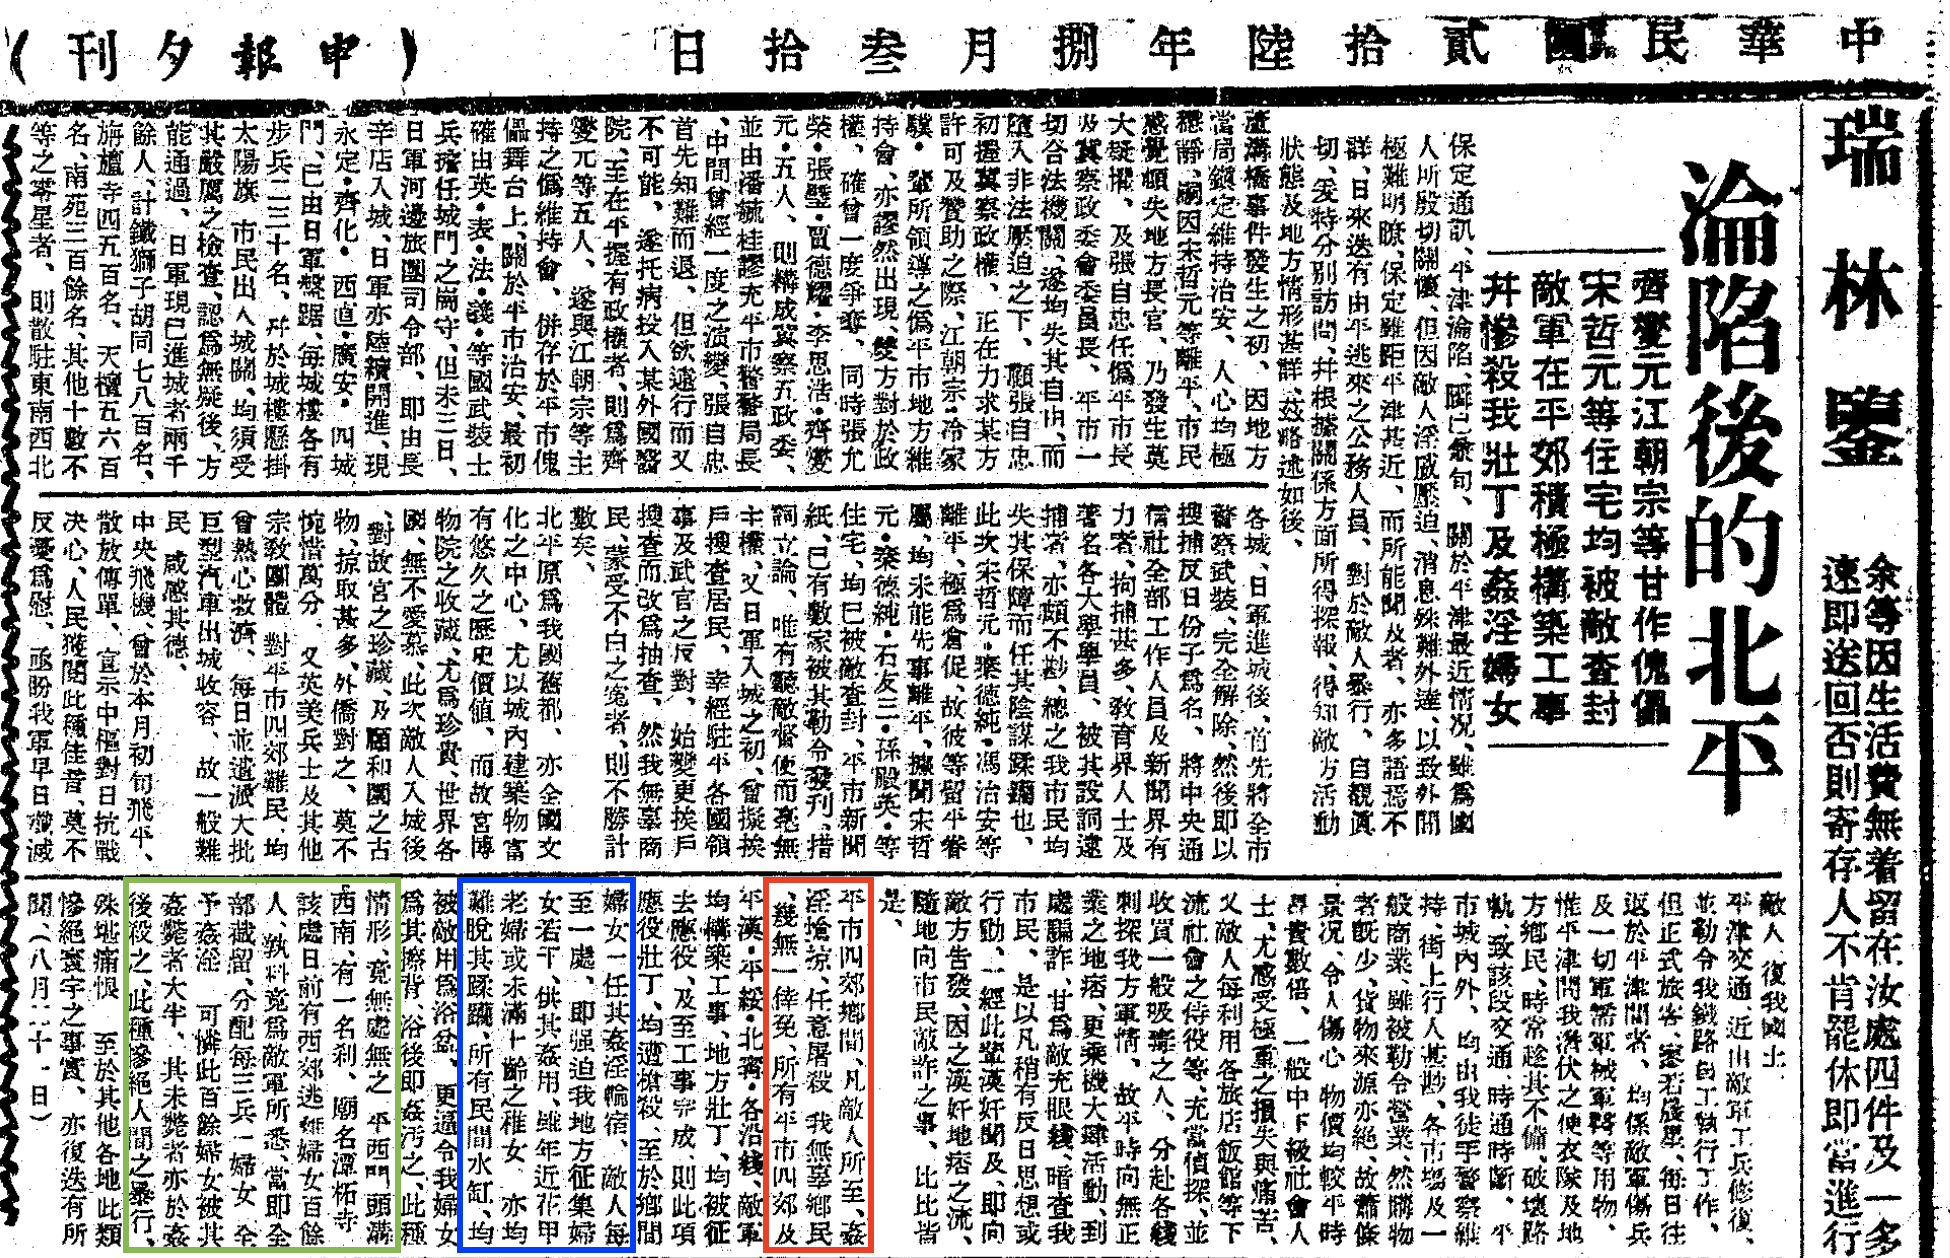 中華民國貳拾陸年捌月叁拾日
(申報夕刊)
瑞林鑒
余等因生活費無着留在汝處四件及一多
速即送回否則寄存人不肯罷休即當進行
淪陷後的北平
齊燮元江朝宗等甘作傀儡
宋哲元等住宅均被敵查封
敵軍在平郊積極構築工事
幷慘殺我壯丁及姦淫婦女
保定通訊、平津淪陷、瞬已兼旬、關於平津最近情况、雖爲國
人所殷切關懷、但因敵人淫威壓迫、消息殊難外達、以致外間
極難明瞭、保定雖距平津甚近、而所能聞及者、亦多語焉不
詳、日來迭有由平逃來之公務人員、對於敵人暴行、自覩眞
切、爰特分別訪問、幷根據關係方面所得探報、得知敵方活動
狀態及地方情形甚詳、茲略述如後、
蘆溝橋事件發生之初、因地方
當局鎮定維持治安、人心均極
穩靜、嗣因宋哲元等離平、市民
感覺頓失地方長官、乃發生莫
大疑懼、及張自忠任僞平市長
及冀察政委會委員長、平市一
切合法機關、遂均失其自由、而
墮入非法壓迫之下、願張自忠
初握冀察政權、正在力求某方
許可及贊助之際、江朝宗・冷家
驥・輩所領導之僞平市地方維
持會、亦謬然出現、雙方對於政
權、確曾一度爭奪、同時張允
榮・張璧・賈德耀・李思浩・齊燮
元・五人、則構成冀察五政委、
並由潘毓桂謬充平市警察局長
、中間曾經一度之演變、張自忠
首先知難而退、但欲遠行而又
不可能、遂托病投入某外國醫
院、至在平握有政權者、則爲齊
燮元等五人、遂與江朝宗等主
持之僞維持會、併存於平市傀
儡舞台上、關於平市治安、最初
確由英・表・法・義・等國武裝士
兵擔任城門之崗守、但未三日、
日軍河邊旅團司令部、即由長
辛店入城、日軍亦陸續開進、現
永定・齊化・西直・廣安・四城
門、已由日軍盤踞、每城樓各有
步兵二三十名、幷於城樓懸掛
太陽旗 市民出入城關、均須受
其嚴厲之檢查、認爲無疑後、方
能通過、日軍現已進城者兩千
餘人、計鐵獅子胡同七八百名、
旃壇寺四五百名、天壇五六百
名、南苑三百餘名、其他十數不
等之零星者、則散駐東南西北
各城、日軍進城後、首先將全市
警察武裝、完全解除、然後即以
搜捕反日份子爲名、將中央通
信社全部工作人員及新聞界有
力者、拘捕甚多、敎育界人士及
著名各大學學員、被其設詞逮
捕者、亦頗不尠、總之我市民均
失其保障而任其陰謀蹂躪也、
此次宋哲元・秦德純・馮治安等
離平、極爲倉促、故彼等留平眷
屬、均未能先事離平、據聞宋哲
元・秦德純・石友三・孫殿英・等
住宅、均已被敵查封、平市新聞
紙、已有數家被其勒令發刊、措
詞立論、唯有聽敵督使而毫無
主權、又日軍入城之初、曾擬挨
戶搜查居民、幸經駐平各國領
事及武官之反對、始變更挨戶
搜查而改爲抽查、然我無辜商
民、蒙受不白之寃者、則不勝計
數矣、
北平原爲我國舊都、亦全國文
化之中心、尤以城內建築物富
有悠久之歷史價值、而故宮博
物院之收藏、尤爲珍貴、世界各
國、無不愛慕、此次敵人入城後
、對故宮之珍藏、及頤和園之古
物、掠取甚多、外僑對之、莫不
惋惜萬分、又英美兵士及其他
宗敎團體 對平市四郊難民、均
曾熱心救濟、每日並遣派大批
巨型汽車出城收容、故一般難
民 咸感其德、
中央飛機、曾於本月初旬飛平、
散放傳單、宣示中樞對日抗戰
决心、人民獲聞此種佳音、莫不
反憂爲慰、亟盼我軍早日殲滅
敵人、復我國土、
平津交通、近由敵軍工兵修復、
並勒令我鐵路員工執行工作、
但正式旅客、寥若晨星、每日往
返於平津間者、均係敵軍傷兵
及一切軍需軍械軍醫等用物、
惟平津間我潛伏之便衣隊及地
方鄉民、時常趁其不備、破壞路
軌、致該段交通、時通時斷、平
市城內外、均由我徒手警察維
持、街上行人甚尠、各市塲及一
般商業、雖被勒令營業、然購物
者旣少、貨物來源亦絕、故蕭條
景况、令人傷心 物價均較平時
昇貴數倍、一般中下級社會人
士、尤感受極重之損失與痛苦、
又敵人每利用各旅店飯館等下
流社會之侍役等、充當偵探、並
收買一般吸毒之人、分赴各綫
刺探我方軍情、故平時向無正
業之地痞、更乘機大肆活動、到
處騙詐、甘爲敵充眼綫、暗查我
市民、是以凡稍有反日思想或
行動、一經此輩漢奸聞及、即向
敵方告發、因之漢奸地痞之流、
隨地向市民敲詐之事、比比皆
是、
平市四郊鄉間、凡敵人所至、姦
淫搶掠、任意屠殺 我無辜鄉民
、幾無一倖免 所有平市四郊及
平漢・平綏・北寗・各沿綫、敵軍
均構築工事、地方壯丁、均被征
去應役、及至工事完成、則此項
應役壯丁、均遭槍殺、至於鄉間
婦女、一任其姦淫輪宿、敵人每
至一處、即强迫我地方征集婦
女若干、供其姦用、雖年近花甲
老婦或未滿十齡之稚女 亦均
難脫其蹂躪、所有民間水缸、均
被敵用爲浴盆、更逼令我婦女
爲其擦背、浴後即姦汚之、此種
情形、竟無處無之 平西門頭溝
西南、有一名刹、廟名潭柘寺
該處日前有西郊逃難婦女百餘
人、孰料竟爲敵軍所悉、當即全
部截留、分配每三兵一婦女 全
予姦淫 可憐此百餘婦女被其
姦斃者大半、其未斃者亦於姦
後殺之、此種慘絕人間之暴行、
殊堪痛恨 至於其他各地此類
慘絕寰宇之事實、亦復迭有所
聞、(八月二十一日)